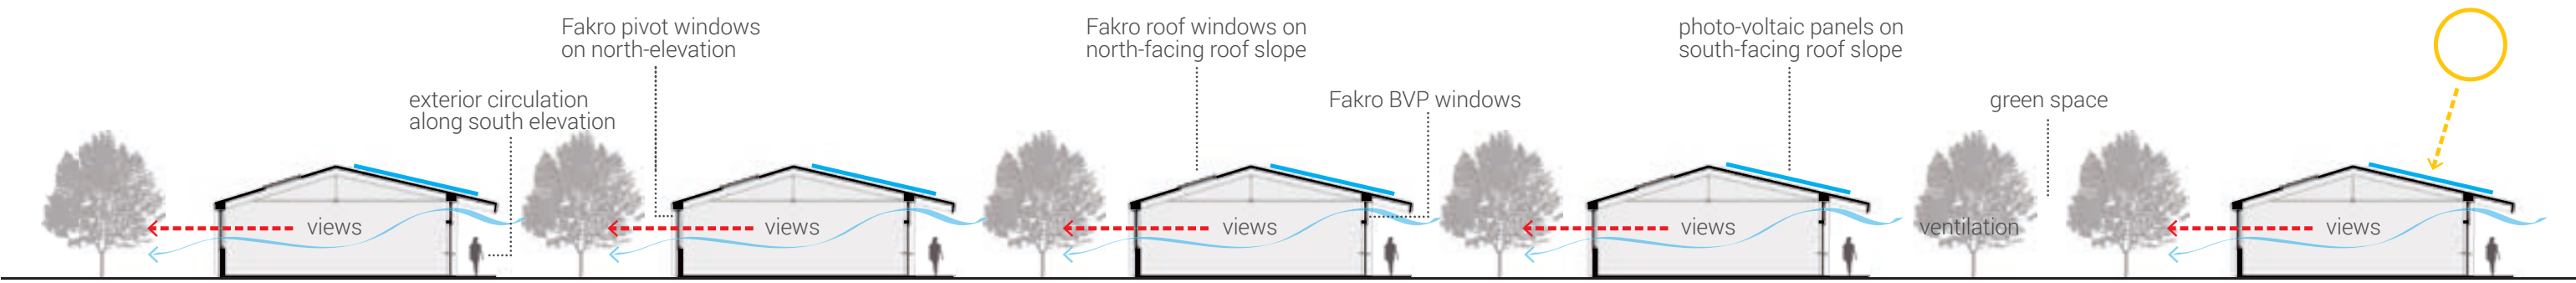 Fakro pivot windows
on north-elevation
Fakro roof windows on
north-facing roof slope
photo-voltaic panels on
south-facing roof slope
exterior circulation
along south elevation
Fakro BVP windows
green space
views
views
views
views
ventilation
views